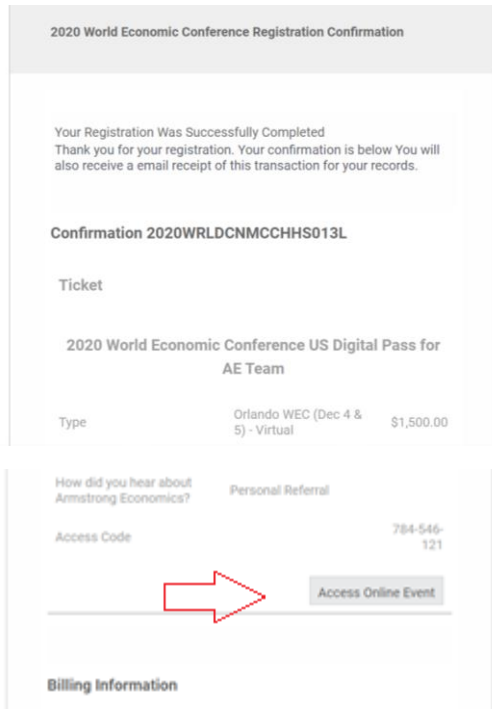 2020 World Economic Conference Registration Confirmation
Your Registration Was Successfully Completed
Thank you for your registration. Your confirmation is below You will
also receive a email receipt of this transaction for your records.
Confirmation 2020WRLDCNMCCHHS013L
Ticket
2020 World Economic Conference US Digital Pass for
AE Team
Type
Orlando WEC (Dec 4 &
5) - Virtual
$1,500.00
How did you hear about
Armstrong Economics?
Personal Referral
Access Code
784-546-
121
Access Online Event
Billing Information